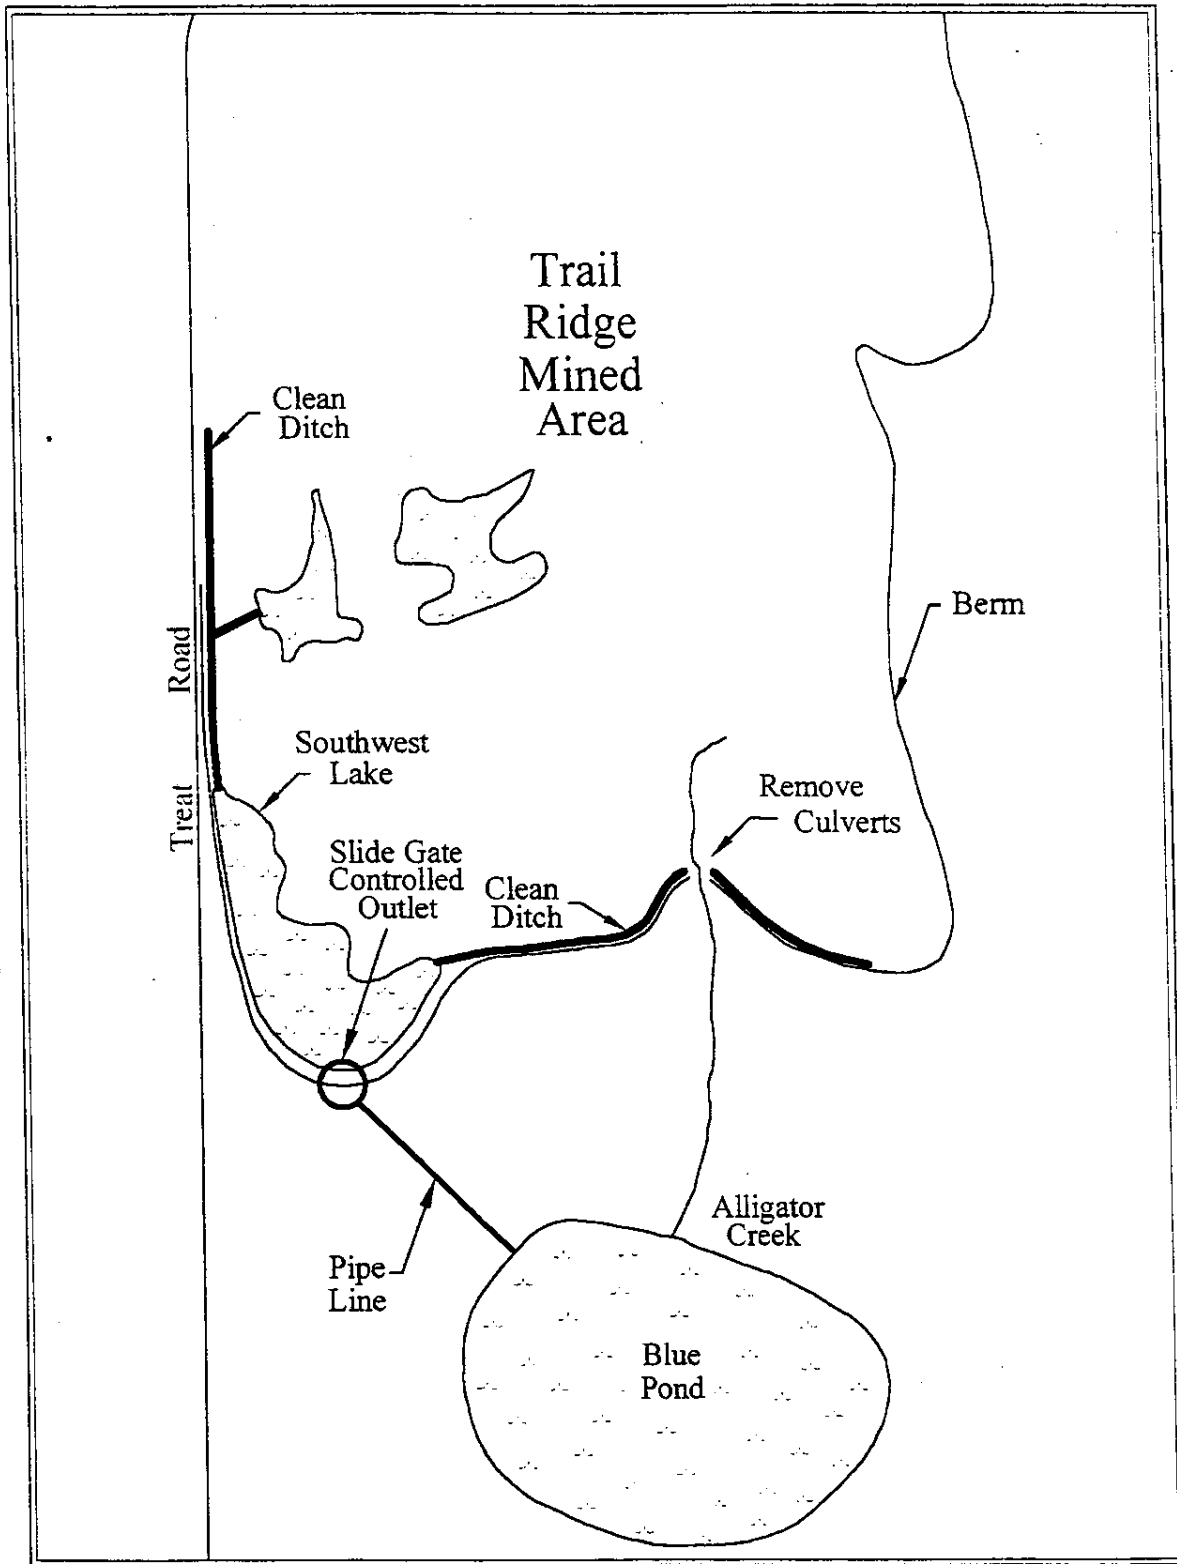 Trail
Ridge
Mined
Area
Clean
Ditch
Berm
Treat Road
Southwest
Lake
Remove
Culverts
Slide Gate
Controlled
Outlet
Clean
Ditch
Alligator
Creek
Pipe
Line
Blue
Pond